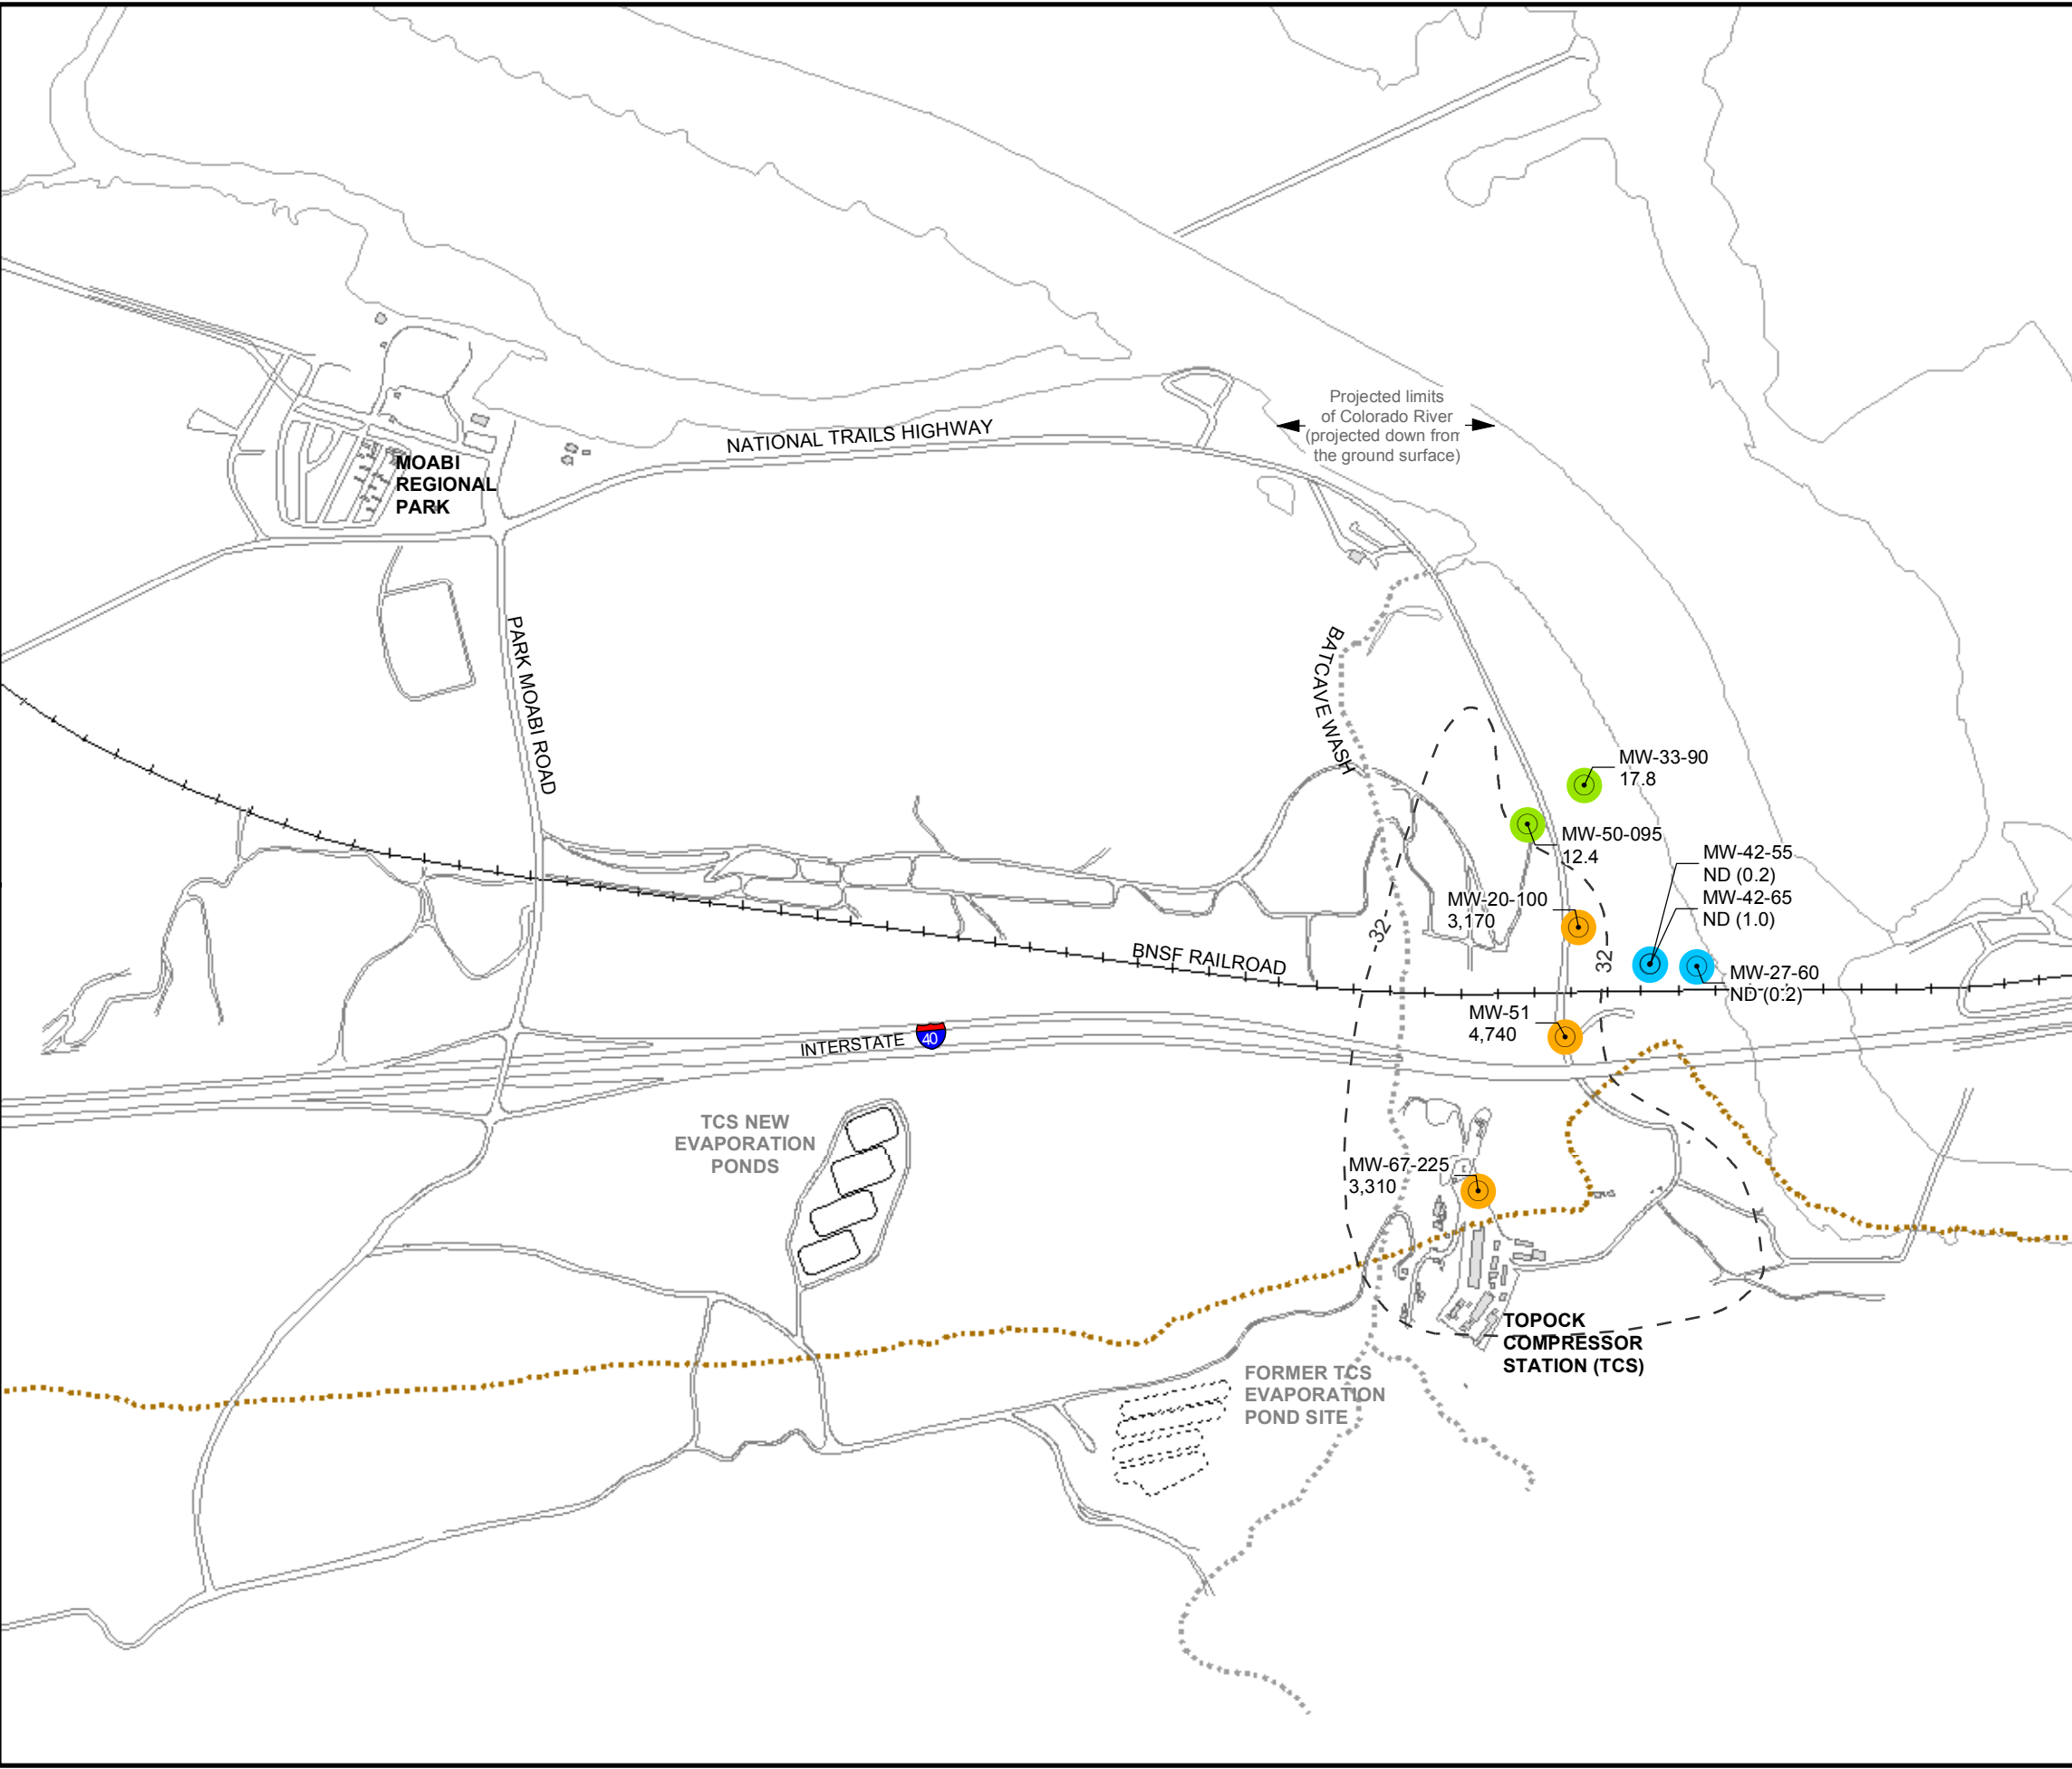 Projected limits
of Colorado River
(projected down from
the ground surface)
NATIONAL TRAILS HIGHWAY
MOABI
REGIONAL
PARK
PARK MOABI ROAD
BATCAVE WASH
MW-33-90
17.8
MW-50-095
12.4
MW-42-55
ND (0.2)
MW-42-65
ND (1.0)
MW-20-100
3,170
32
32
BNSF RAILROAD
MW-27-60
ND (0.2)
MW-51
4,740
INTERSTATE
40
TCS NEW
EVAPORATION
PONDS
MW-67-225
3,310
TOPOCK
COMPRESSOR
STATION (TCS)
FORMER TCS
EVAPORATION
POND SITE